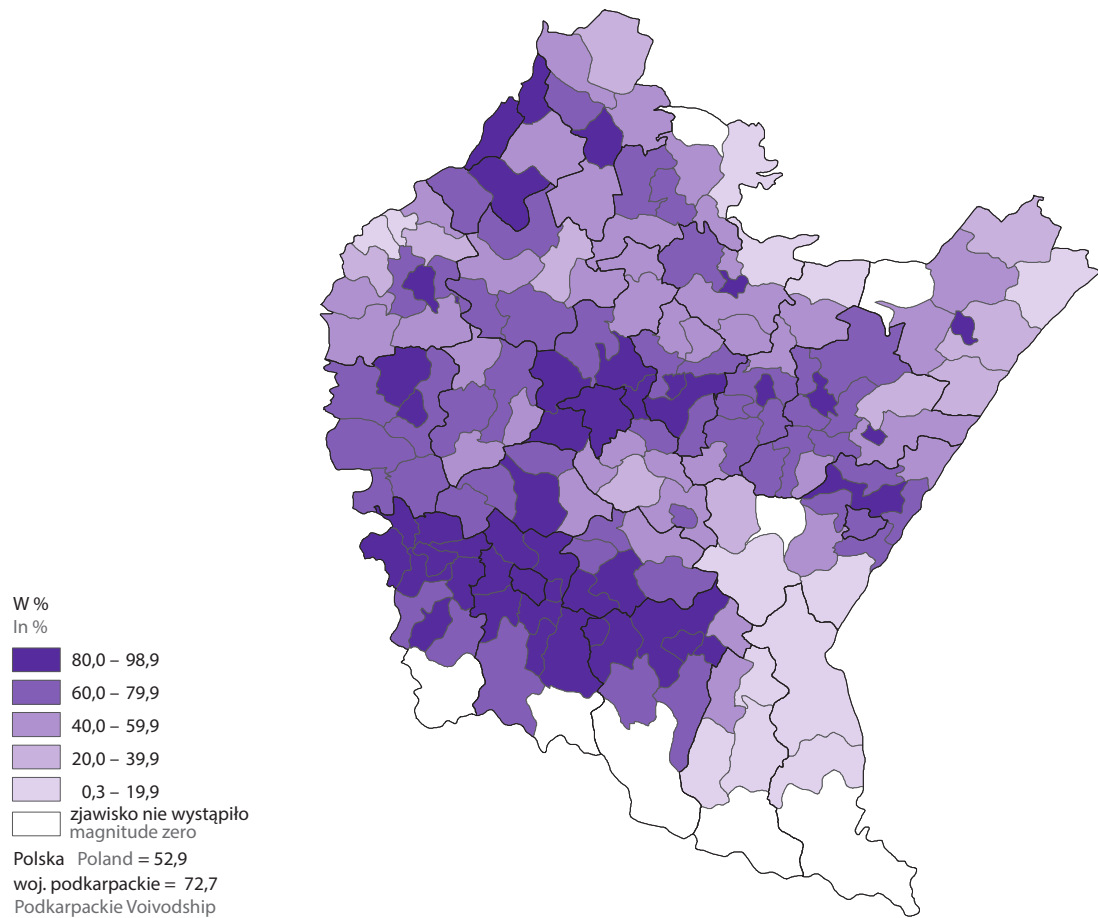 W %
In %
80,0 – 98,9
60,0 – 79,9
40,0 – 59,9
20,0 – 39,9
0,3 – 19,9
zjawisko nie wystąpiło
magnitude zero
Polska Poland = 52,9
woj. podkarpackie = 72,7
Podkarpackie Voivodship